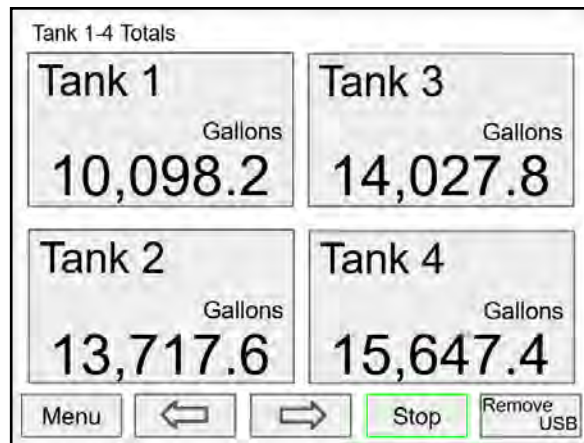 Tank 1-4 Totals
Tank 1
Gallons
10,098.2
Tank 3
Gallons
14,027.8
Tank 2
Gallons
13,717.6
Tank 4
Gallons
15,647.4
Menu
Stop
Remove
USB